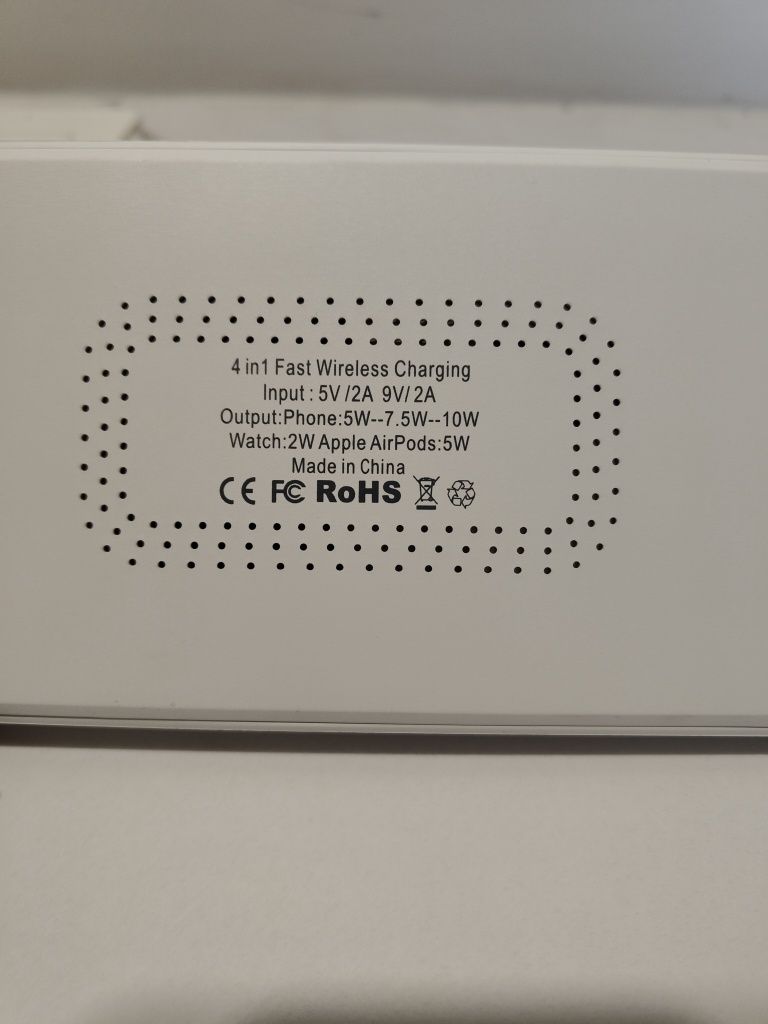 4 in1 Fast Wireless Charging
Input : 5V /2A 9V/ 2A
Output:Phone:5W--7.5W--10W
Watch:2W Apple AirPods:5W
Made in China
CE FC RoHS